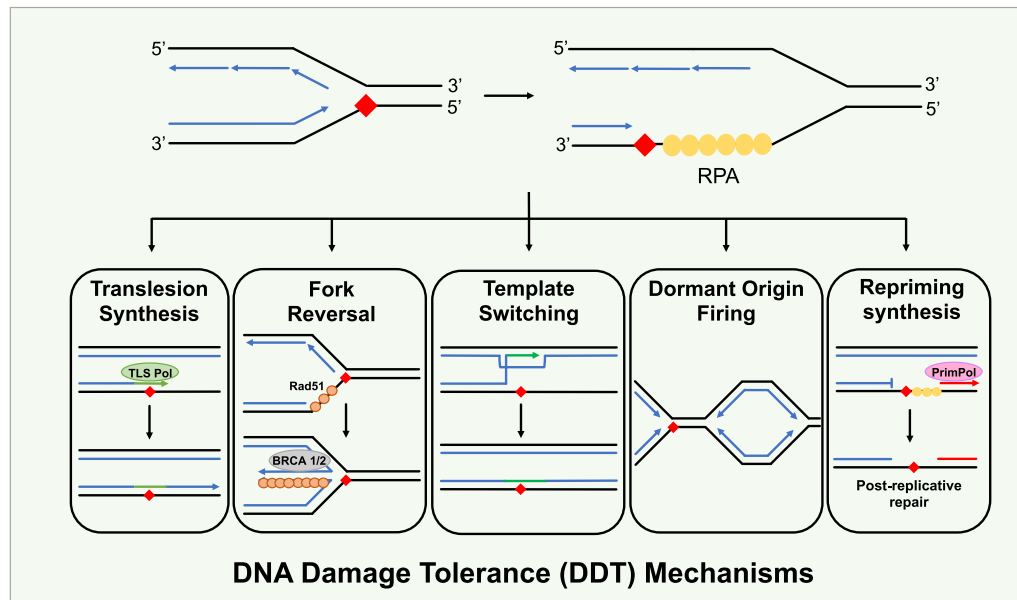 5’
3’
5’
3’
5’
3’
5’
3’
RPA
Translesion
Synthesis
TLS Pol
Fork
Reversal
Rad51
BRCA 1/2
Template
Switching
Dormant Origin
Firing
Repriming
synthesis
PrimPol
Post-replicative
repair
DNA Damage Tolerance (DDT) Mechanisms